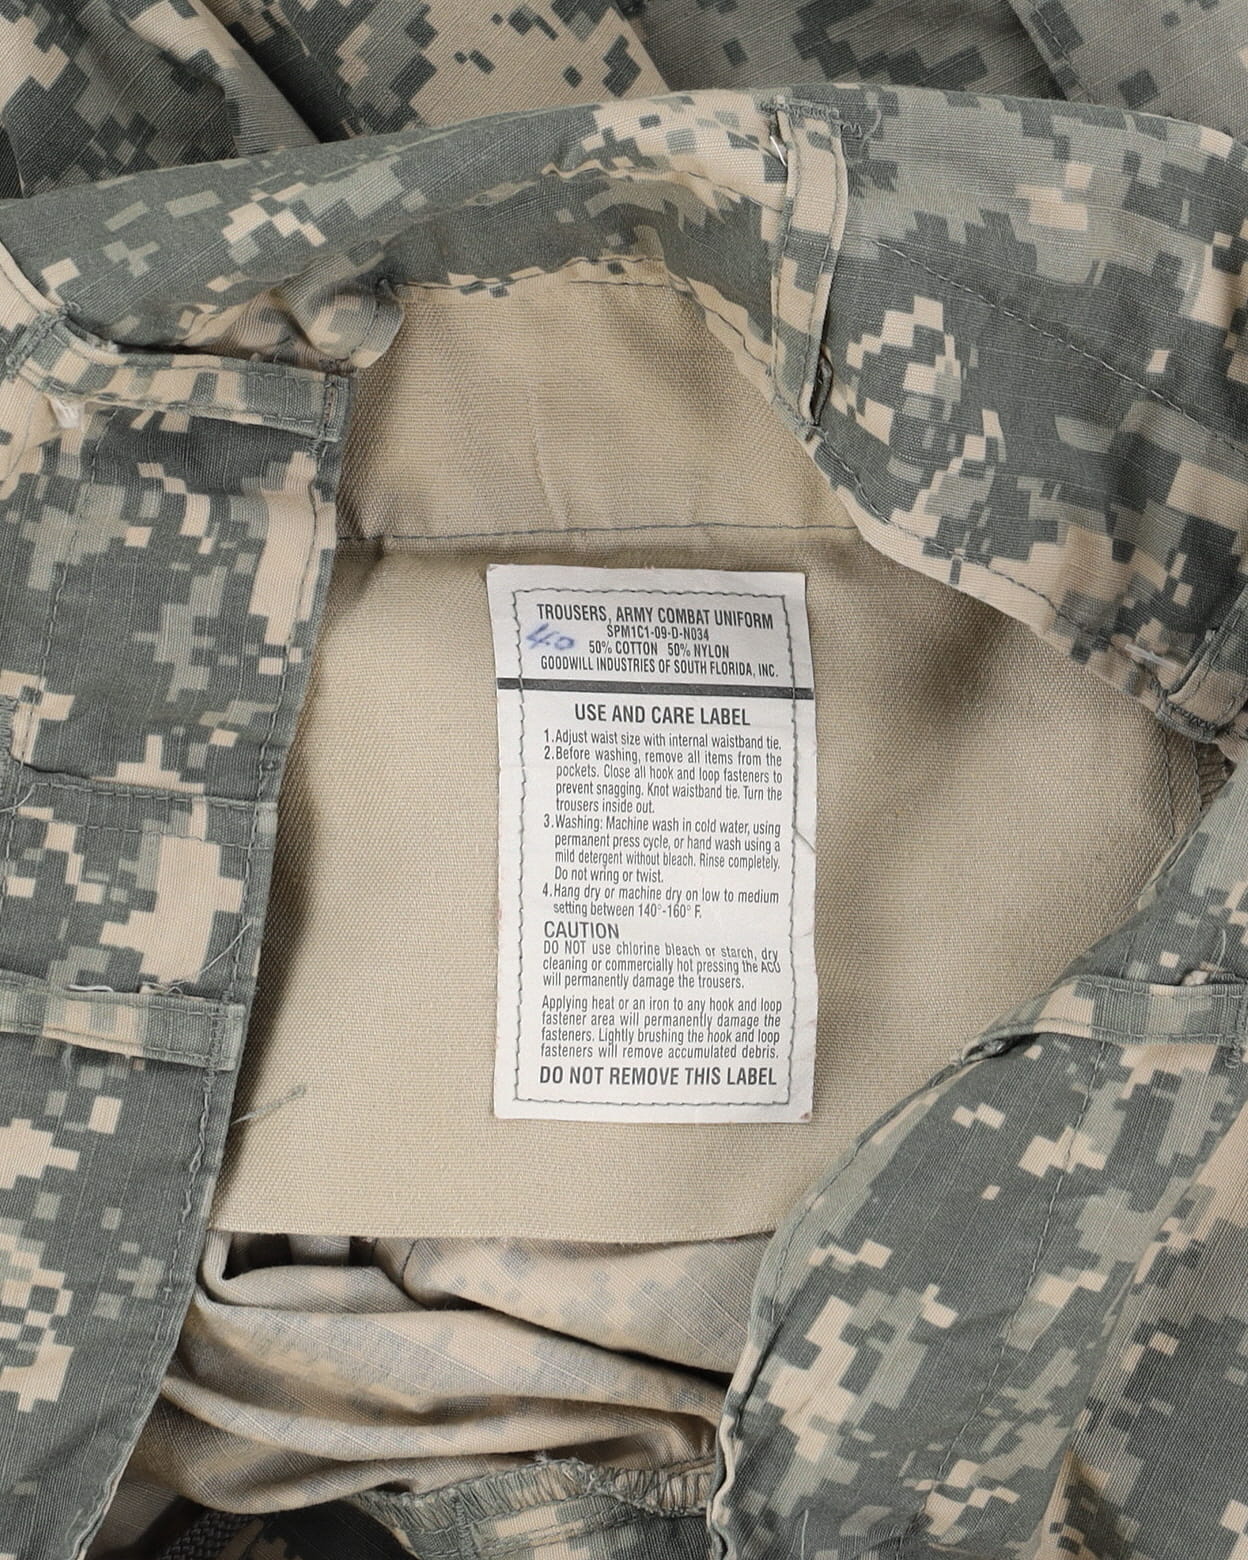 TROUSERS, ARMY COMBAT UNIFORM
SPM1C1-09-D-N034
40 50% COTTON 50% NYLON
GOODWILL INDUSTRIES OF SOUTH FLORIDA, INC.
USE AND CARE LABEL
1.Adjust waist size with internal waistband tie.
2.Before washing, remove all items from the
pockets. Close all hook and loop fasteners to
prevent snagging. Knot waistband tie. Turn the
trousers inside out.
3.Washing: Machine wash in cold water, using
permanent press cycle, or hand wash using a
mild detergent without bleach. Rinse completely.
Do not wring or twist.
4.Hang dry or machine dry on low to medium
setting between 140°-160° F.
CAUTION
DO NOT use chlorine bleach or starch, dry
cleaning or commercially hot pressing the ACU
will permanently damage the trousers.
Applying heat or an iron to any hook and loop
fastener area will permanently damage the
fasteners. Lightly brushing the hook and loop
fasteners will remove accumulated debris.
DO NOT REMOVE THIS LABEL